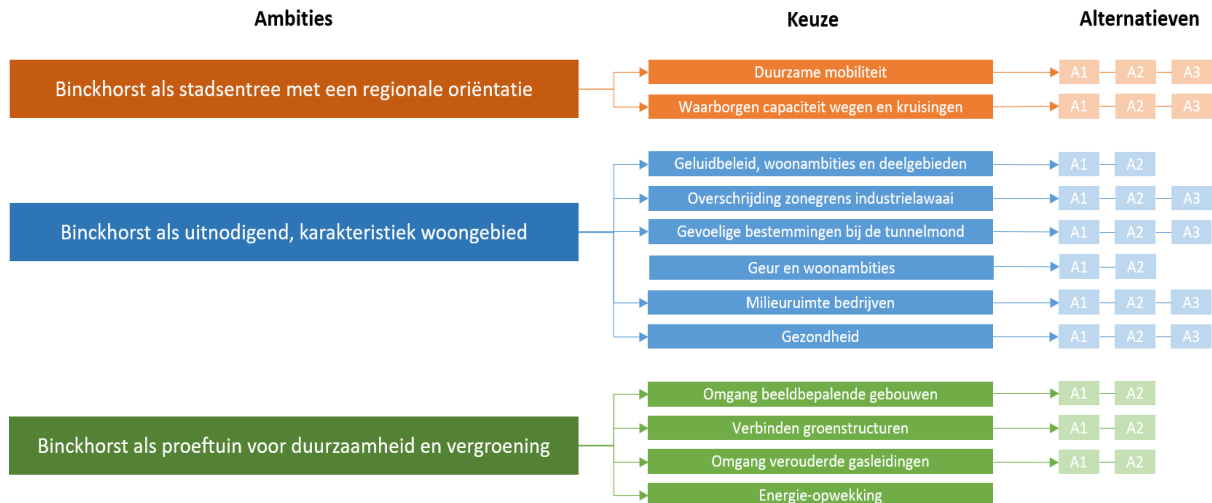 Ambities Keuze Alternatieven
Binckhorst als stadsentree met een regionale oriëntatie
Duurzame mobiliteit A1 A2 A3
Waarborgen capaciteit wegen en kruisingen A1 A2 A3
Binckhorst als uitnodigend, karakteristiek woongebied
Geluidbeleid, woonambities en deelgebieden A1 A2
Overschrijding zonegrens industrielawaai A1 A2 A3
Gevoelige bestemmingen bij de tunnelmond A1 A2 A3
Geur en woonambities A1 A2
Milieuruimte bedrijven A1 A2 A3
Gezondheid A1 A2 A3
Binckhorst als proeftuin voor duurzaamheid en vergroening
Omgang beeldbepalende gebouwen A1 A2
Verbinden groenstructuren A1 A2
Omgang verouderde gasleidingen A1 A2
Energie-opwekking